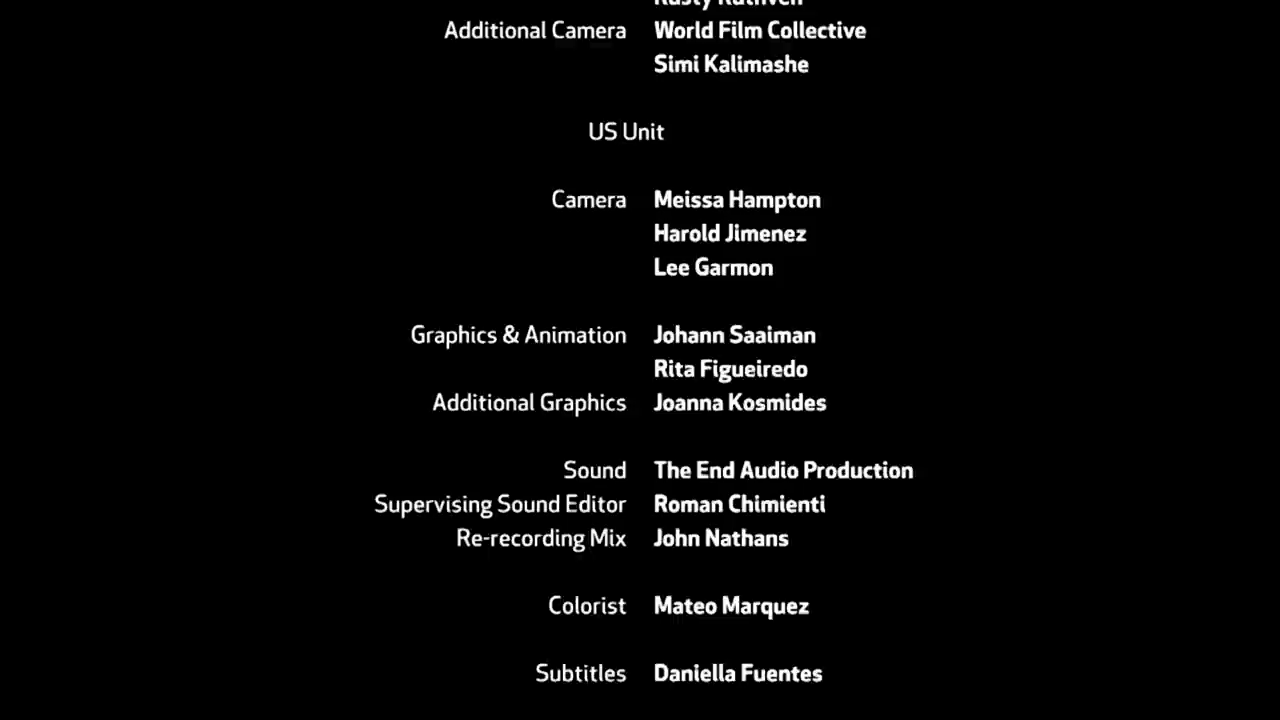 Additional Camera World Film Collective
Simi Kalimashe
US Unit
Camera Meissa Hampton
Harold Jimenez
Lee Garmon
Graphics & Animation Johann Saaiman
Rita Figueiredo
Additional Graphics Joanna Kosmides
Sound The End Audio Production
Supervising Sound Editor Roman Chimienti
Re-recording Mix John Nathans
Colorist Mateo Marquez
Subtitles Daniella Fuentes